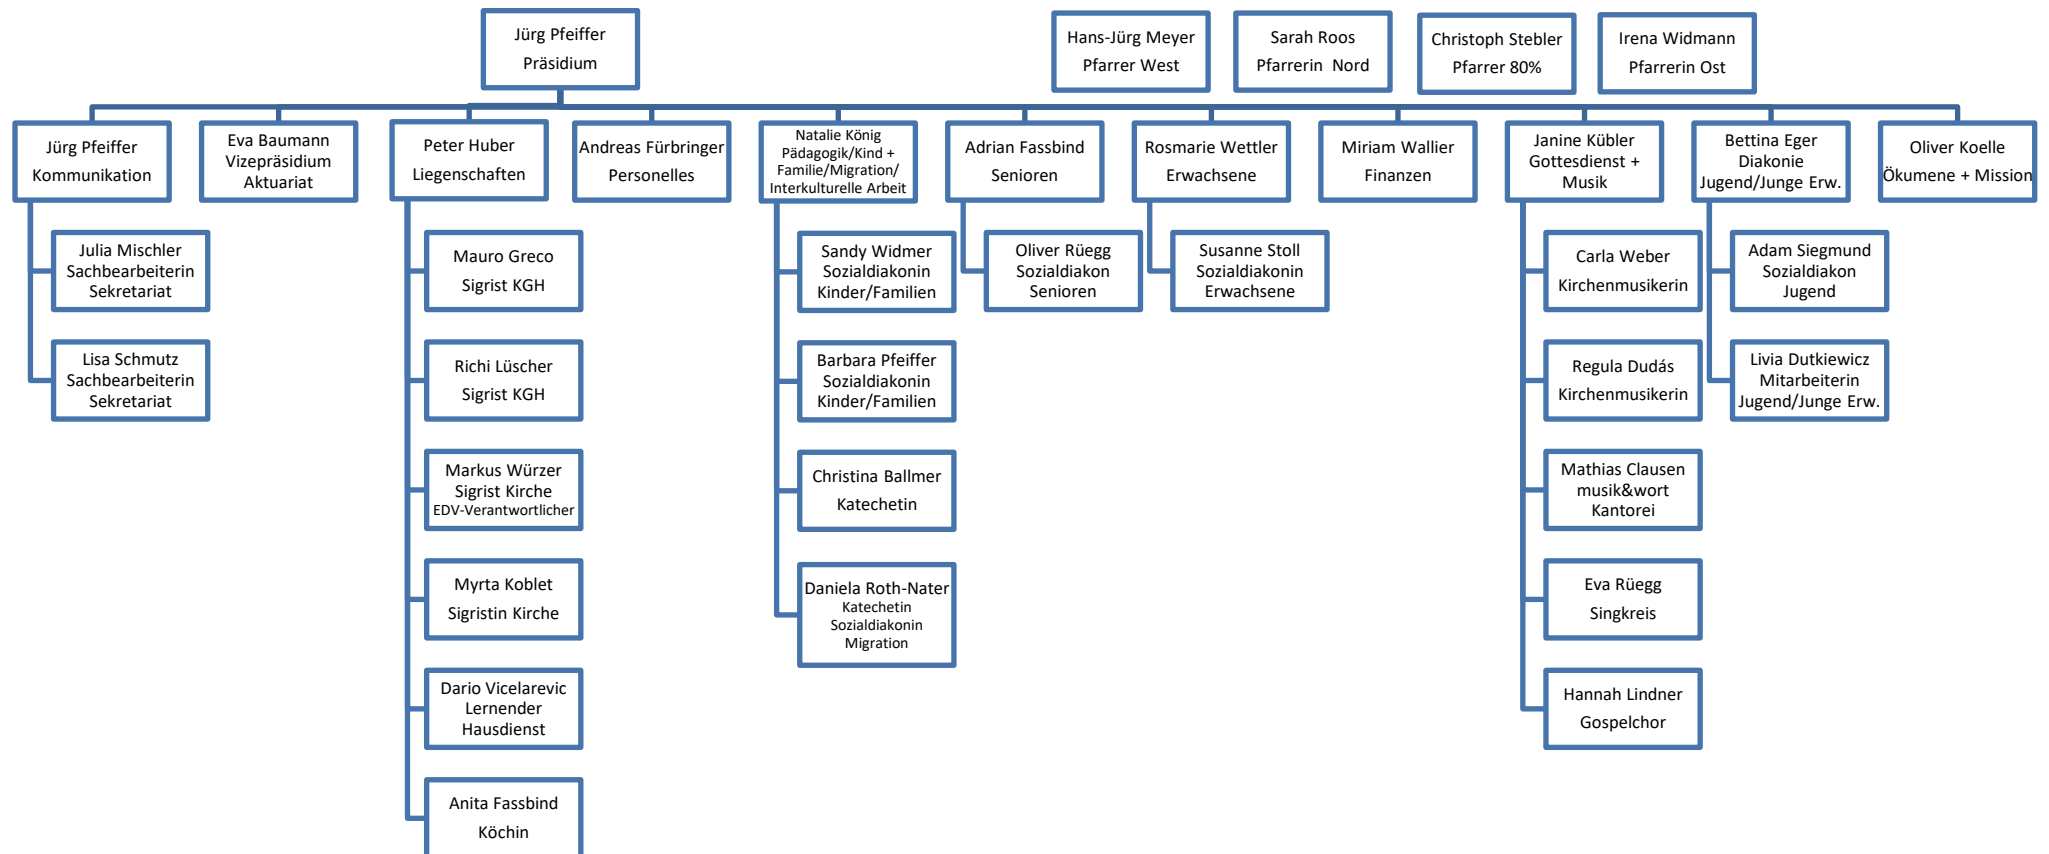 Jürg Pfeiffer
Präsidium
Hans-Jürg Meyer
Pfarrer West
Sarah Roos
Pfarrerin Nord
Christoph Stebler
Pfarrer 80%
Irena Widmann
Pfarrerin Ost
Jürg Pfeiffer
Kommunikation
Eva Baumann
Vizepräsidium
Aktuariat
Peter Huber
Liegenschaften
Andreas Fürbringer
Personelles
Natalie König
Pädagogik/Kind +
Familie/Migration/
Interkulturelle Arbeit
Adrian Fassbind
Senioren
Rosmarie Wettler
Erwachsene
Miriam Wallier
Finanzen
Janine Kübler
Gottesdienst +
Musik
Bettina Eger
Diakonie
Jugend/Junge Erw.
Oliver Koelle
Ökumene + Mission
Julia Mischler
Sachbearbeiterin
Sekretariat
Lisa Schmutz
Sachbearbeiterin
Sekretariat
Mauro Greco
Sigrist KGH
Richi Lüscher
Sigrist KGH
Markus Würzer
Sigrist Kirche
EDV-Verantwortlicher
Myrta Koblet
Sigristin Kirche
Dario Vicelarevic
Lernender
Hausdienst
Anita Fassbind
Köchin
Sandy Widmer
Sozialdiakonin
Kinder/Familien
Barbara Pfeiffer
Sozialdiakonin
Kinder/Familien
Christina Ballmer
Katechetin
Daniela Roth-Nater
Katechetin
Sozialdiakonin
Migration
Oliver Rüegg
Sozialdiakon
Senioren
Susanne Stoll
Sozialdiakonin
Erwachsene
Carla Weber
Kirchenmusikerin
Regula Dudás
Kirchenmusikerin
Mathias Clausen
musik&wort
Kantorei
Eva Rüegg
Singkreis
Hannah Lindner
Gospelchor
Adam Siegmund
Sozialdiakon
Jugend
Livia Dutkiewicz
Mitarbeiterin
Jugend/Junge Erw.